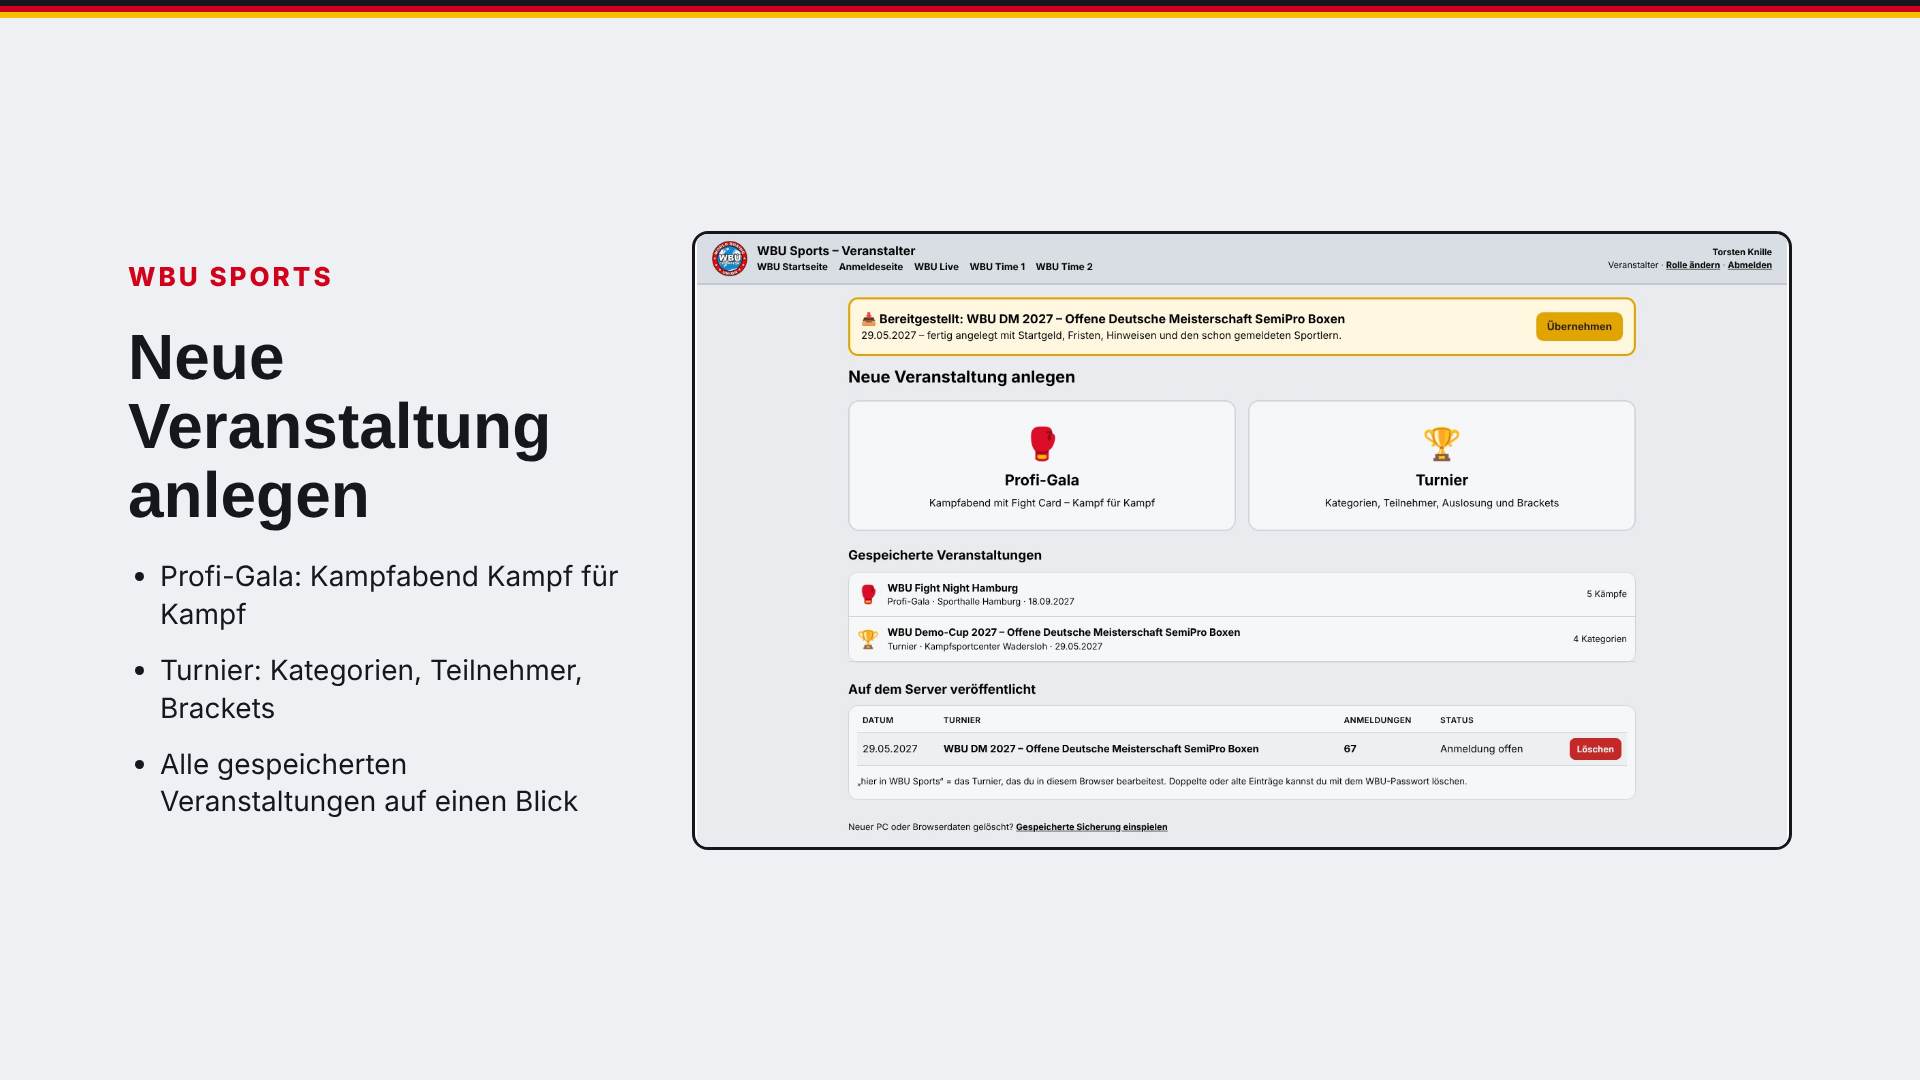 WBU SPORTS
Neue
Veranstaltung
anlegen
• Profi-Gala: Kampfabend Kampf für
Kampf
• Turnier: Kategorien, Teilnehmer,
Brackets
• Alle gespeicherten
Veranstaltungen auf einen Blick
WBU
WBU Sports – Veranstalter
WBU Startseite Anmeldeseite WBU Live WBU Time 1 WBU Time 2
Torsten Knille
Veranstalter · Rolle ändern · Abmelden
📥 Bereitgestellt: WBU DM 2027 – Offene Deutsche Meisterschaft SemiPro Boxen
29.05.2027 – fertig angelegt mit Startgeld, Fristen, Hinweisen und den schon gemeldeten Sportlern.
Übernehmen
Neue Veranstaltung anlegen
Profi-Gala
Kampfabend mit Fight Card – Kampf für Kampf
Turnier
Kategorien, Teilnehmer, Auslosung und Brackets
Gespeicherte Veranstaltungen
WBU Fight Night Hamburg
Profi-Gala · Sporthalle Hamburg · 18.09.2027
5 Kämpfe
WBU Demo-Cup 2027 – Offene Deutsche Meisterschaft SemiPro Boxen
Turnier · Kampfsportcenter Wadersloh · 29.05.2027
4 Kategorien
Auf dem Server veröffentlicht
DATUM TURNIER ANMELDUNGEN STATUS
29.05.2027 WBU DM 2027 – Offene Deutsche Meisterschaft SemiPro Boxen 67 Anmeldung offen Löschen
„hier in WBU Sports“ = das Turnier, das du in diesem Browser bearbeitest. Doppelte oder alte Einträge kannst du mit dem WBU-Passwort löschen.
Neuer PC oder Browserdaten gelöscht? Gespeicherte Sicherung einspielen